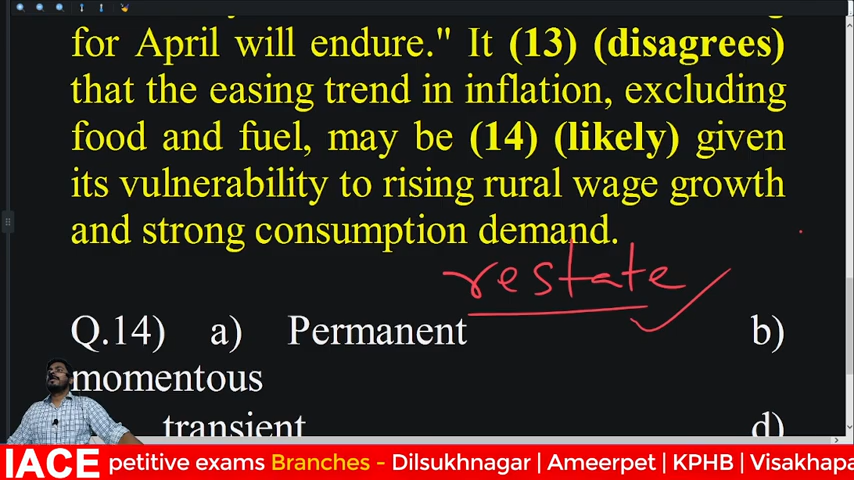 for April will endure." It (13) (disagrees)
that the easing trend in inflation, excluding
food and fuel, may be (14) (likely) given
its vulnerability to rising rural wage growth
and strong consumption demand.
restate
Q.14) a) Permanent b)
momentous
transient d)
IACE petitive exams Branches - Dilsukhnagar | Ameerpet | KPHB | Visakhapa